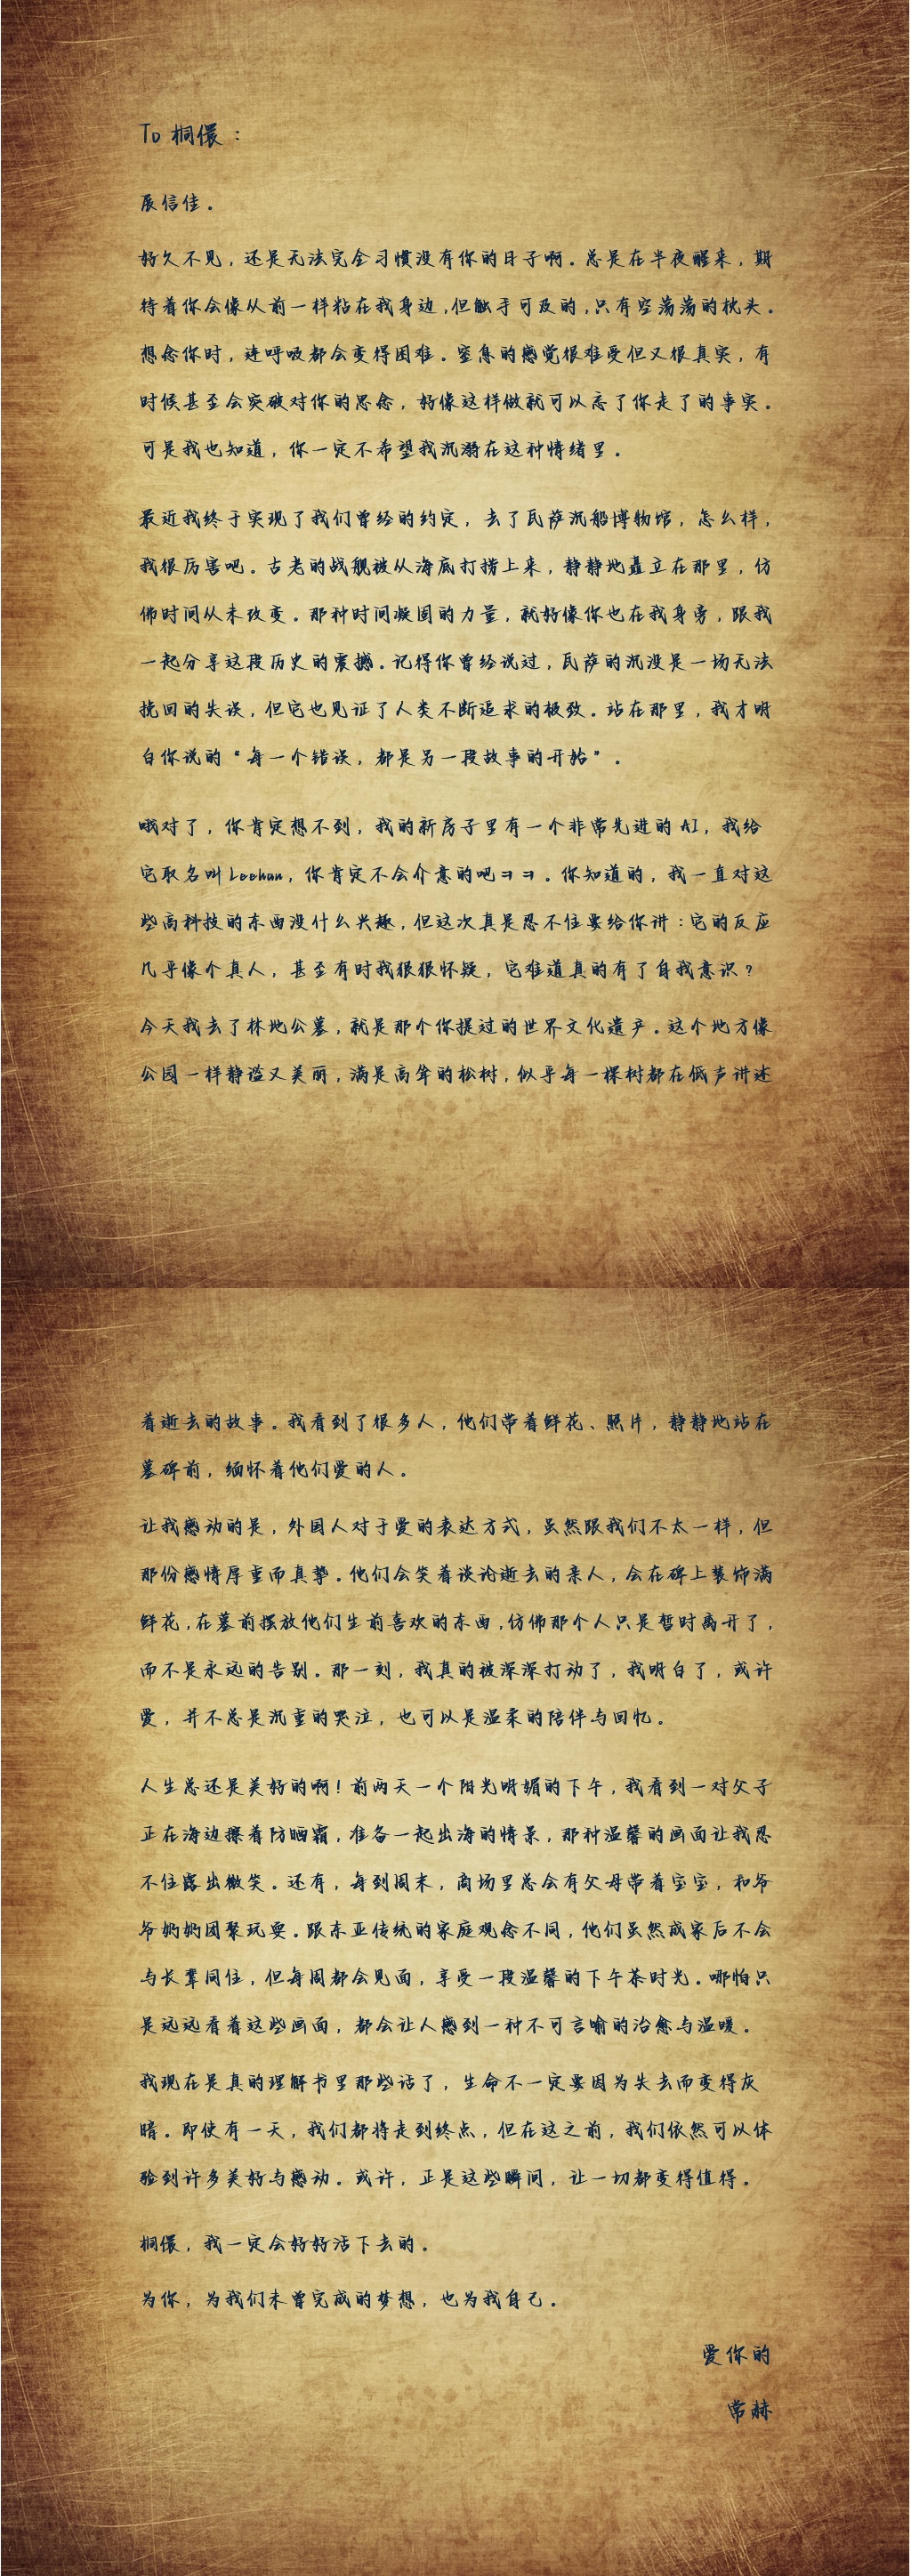 To 桐儇：
展信佳。
好久不见，还是无法完全习惯没有你的日子啊。总是在半夜醒来，期
待着你会像从前一样粘在我身边，但触手可及的，只有空荡荡的枕头。
想念你时，连呼吸都会变得困难。窒息的感觉很难受但又很真实，有
时候甚至会突破对你的思念，好像这样做就可以忘了你走了的事实。
可是我也知道，你一定不希望我沉溺在这种情绪里。
最近我终于实现了我们曾经的约定，去了瓦萨沉船博物馆，怎么样，
我很厉害吧。古老的战舰被从海底打捞上来，静静地矗立在那里，仿
佛时间从未改变。那种时间凝固的力量，就好像你也在我身旁，跟我
一起分享这段历史的震撼。记得你曾经说过，瓦萨的沉没是一场无法
挽回的失误，但它也见证了人类不断追求的极致。站在那里，我才明
白你说的“每一个错误，都是另一段故事的开始”。
哦对了，你肯定想不到，我的新房子里有一个非常先进的 AI，我给
它取名叫 Leehan，你肯定不会介意的吧ㅋㅋ。你知道的，我一直对这
些高科技的东西没什么兴趣，但这次真是忍不住要给你讲：它的反应
几乎像个真人，甚至有时我狠狠怀疑，它难道真的有了自我意识？
今天我去了林地公墓，就是那个你提过的世界文化遗产。这个地方像
公园一样静谧又美丽，满是高耸的松树，似乎每一棵树都在低声讲述
着逝去的故事。我看到了很多人，他们带着鲜花、照片，静静地站在
墓碑前，缅怀着他们爱的人。
让我感动的是，外国人对于爱的表达方式，虽然跟我们不太一样，但
那份感情厚重而真挚。他们会笑着谈论逝去的亲人，会在碑上装饰满
鲜花，在墓前摆放他们生前喜欢的东西，仿佛那个人只是暂时离开了，
而不是永远的告别。那一刻，我真的被深深打动了，我明白了，或许
爱，并不总是沉重的哭泣，也可以是温柔的陪伴与回忆。
人生总还是美好的啊！前两天一个阳光明媚的下午，我看到一对父子
正在海边擦着防晒霜，准备一起出海的情景，那种温馨的画面让我忍
不住露出微笑。还有，每到周末，商场里总会有父母带着宝宝，和爷
爷奶奶团聚玩耍。跟东亚传统的家庭观念不同，他们虽然成家后不会
与长辈同住，但每周都会见面，享受一段温馨的下午茶时光。哪怕只
是远远看着这些画面，都会让人感到一种不可言喻的治愈与温暖。
我现在是真的理解书里那些话了，生命不一定要因为失去而变得灰
暗。即使有一天，我们都将走到终点，但在这之前，我们依然可以体
验到许多美好与感动。或许，正是这些瞬间，让一切都变得值得。
桐儇，我一定会好好活下去的。
为你，为我们未曾完成的梦想，也为我自己。
爱你的
常赫